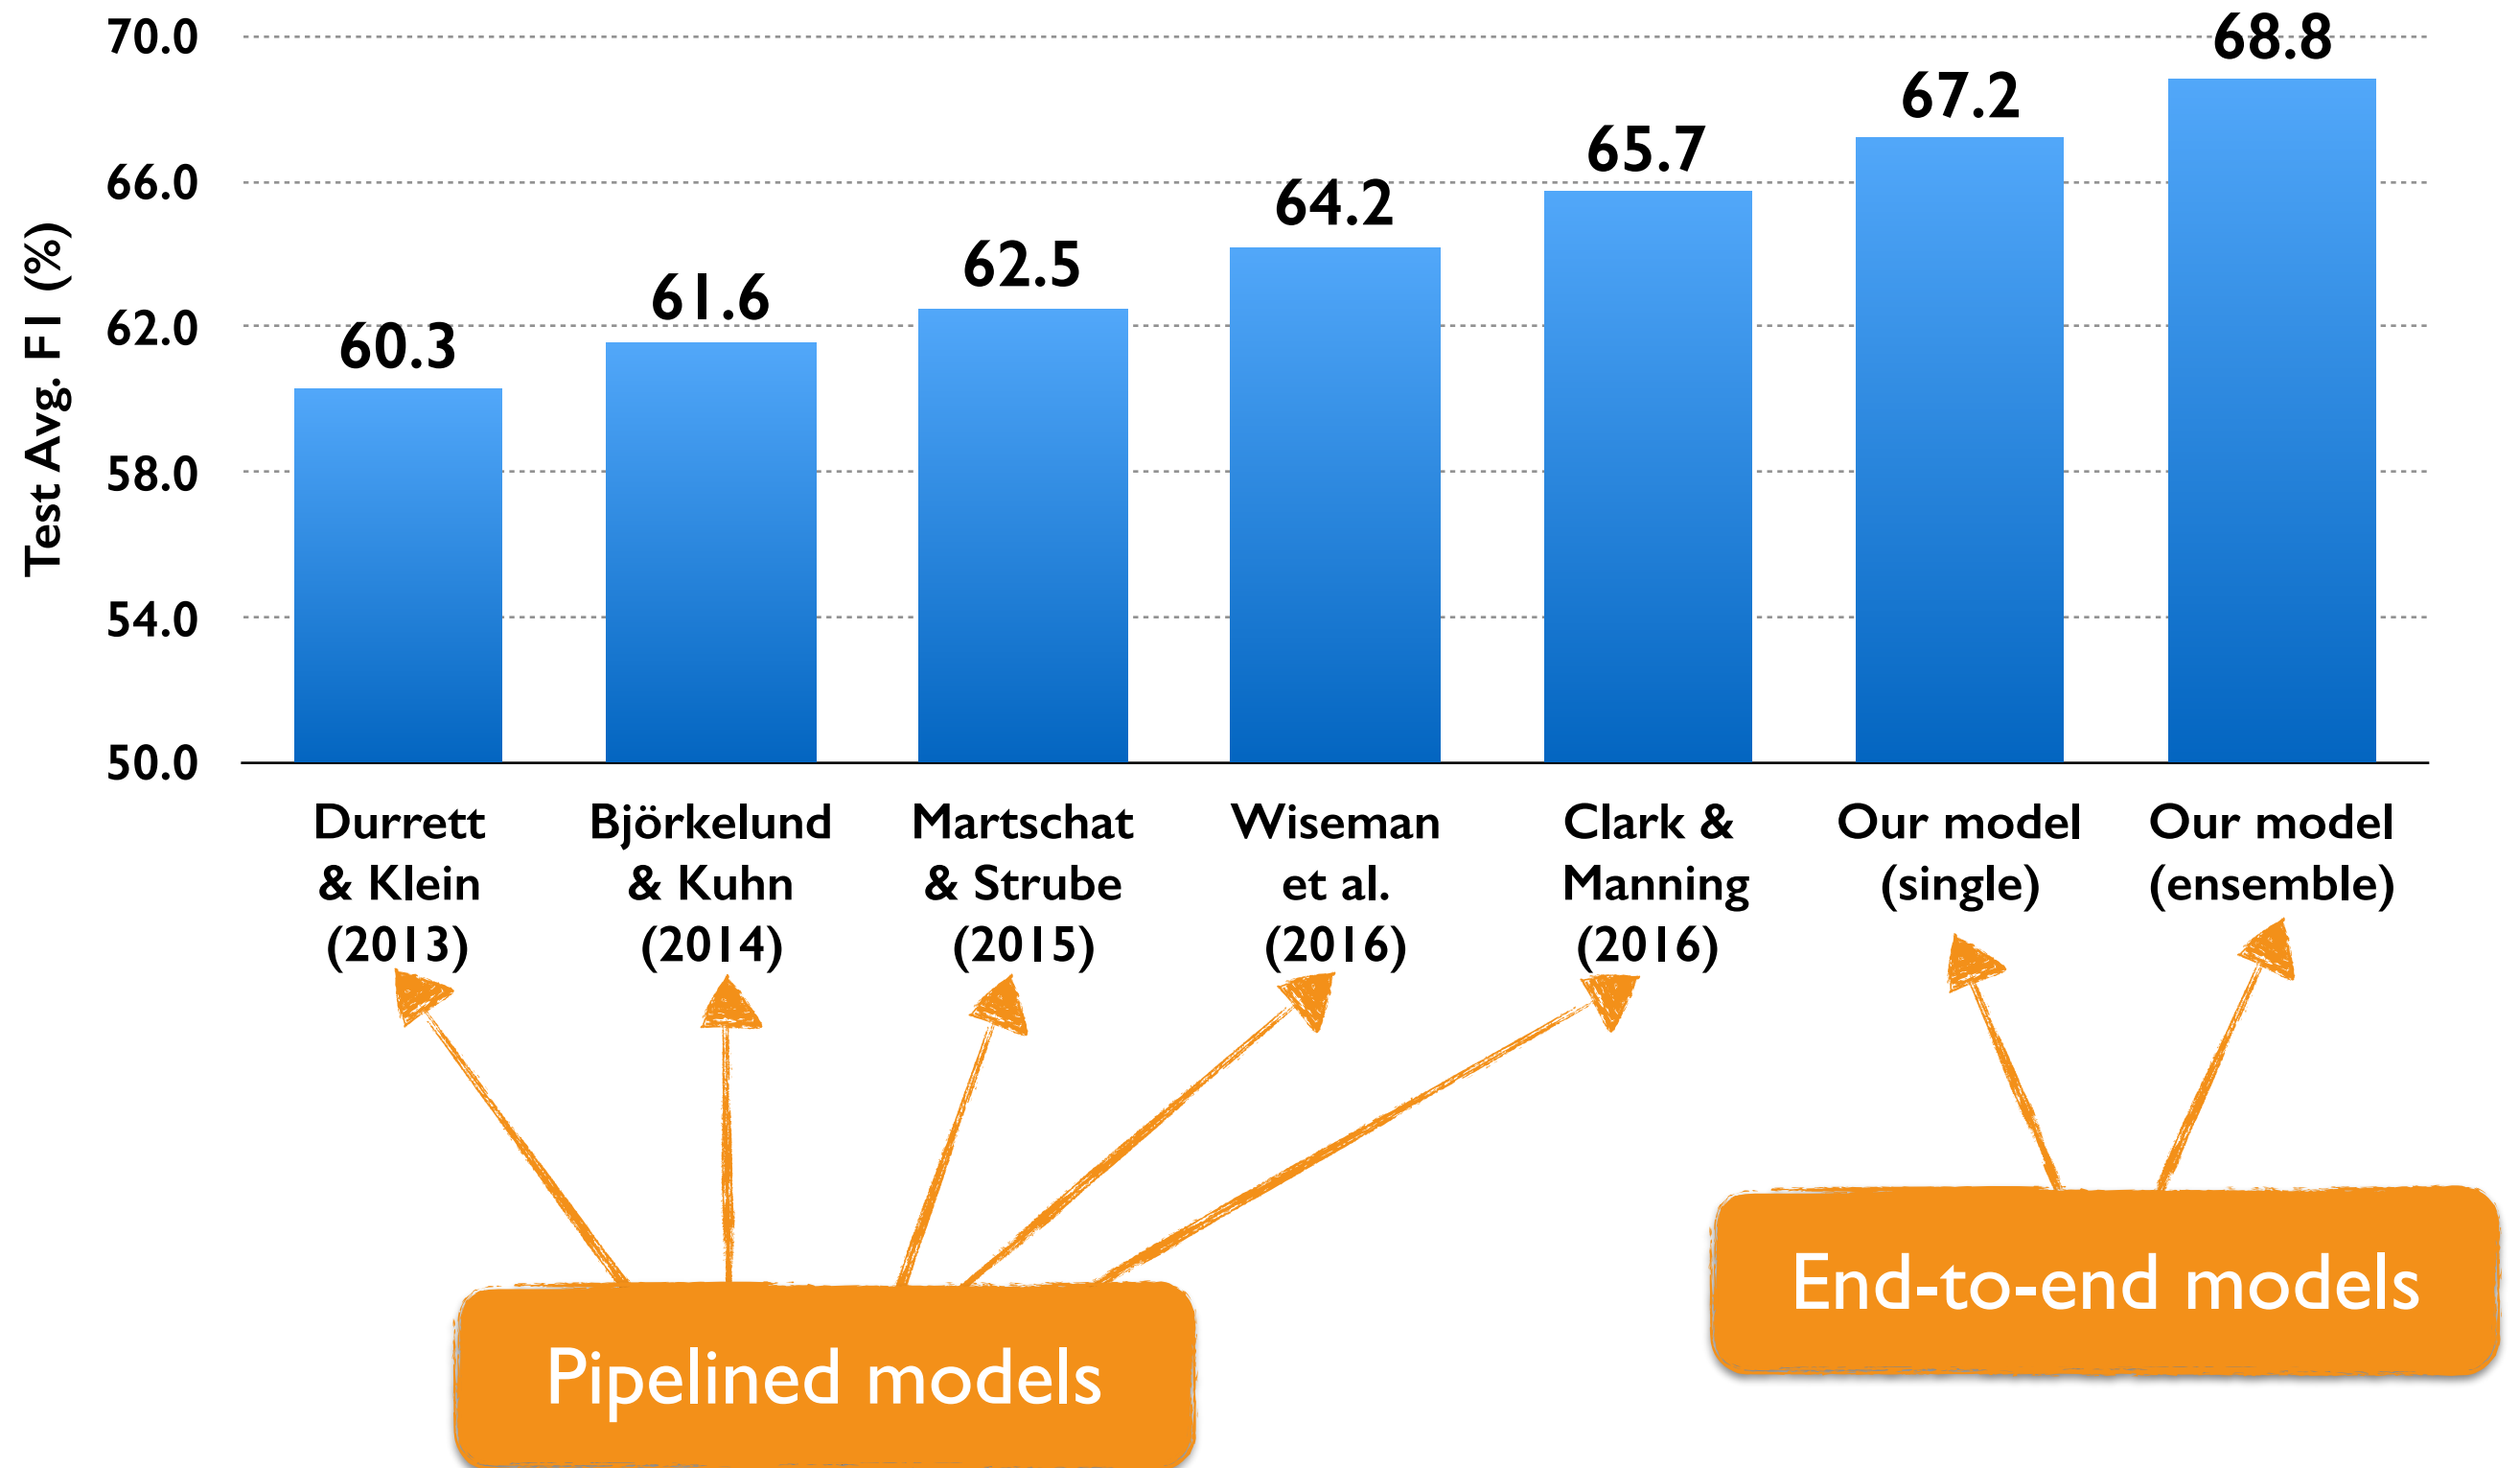 70.0
66.0
62.0
58.0
54.0
50.0
Test Avg. F1 (%)
60.3
61.6
62.5
64.2
65.7
67.2
68.8
Durrett
& Klein
(2013)
Björkelund
& Kuhn
(2014)
Martschat
& Strube
(2015)
Wiseman
et al.
(2016)
Clark &
Manning
(2016)
Our model
(single)
Our model
(ensemble)
Pipelined models
End-to-end models